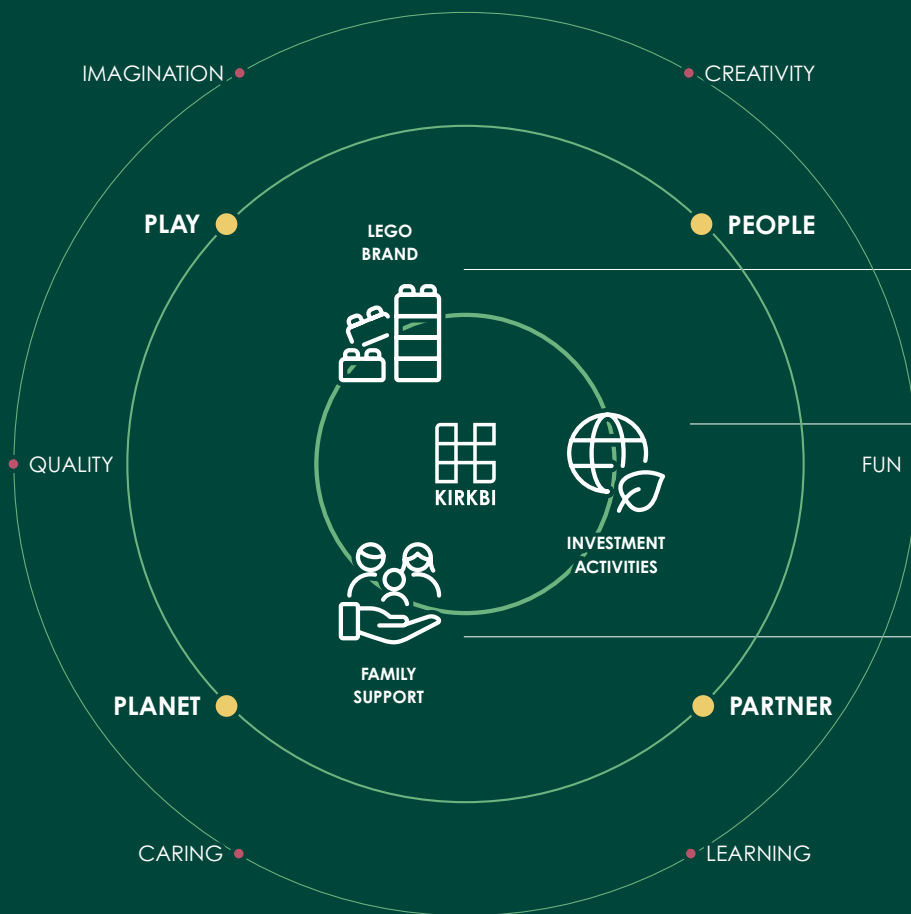 IMAGINATION
CREATIVITY
PLAY
PEOPLE
LEGO
BRAND
QUALITY
KIRKBI
FUN
INVESTMENT
ACTIVITIES
FAMILY
SUPPORT
PLANET
PARTNER
CARING
LEARNING